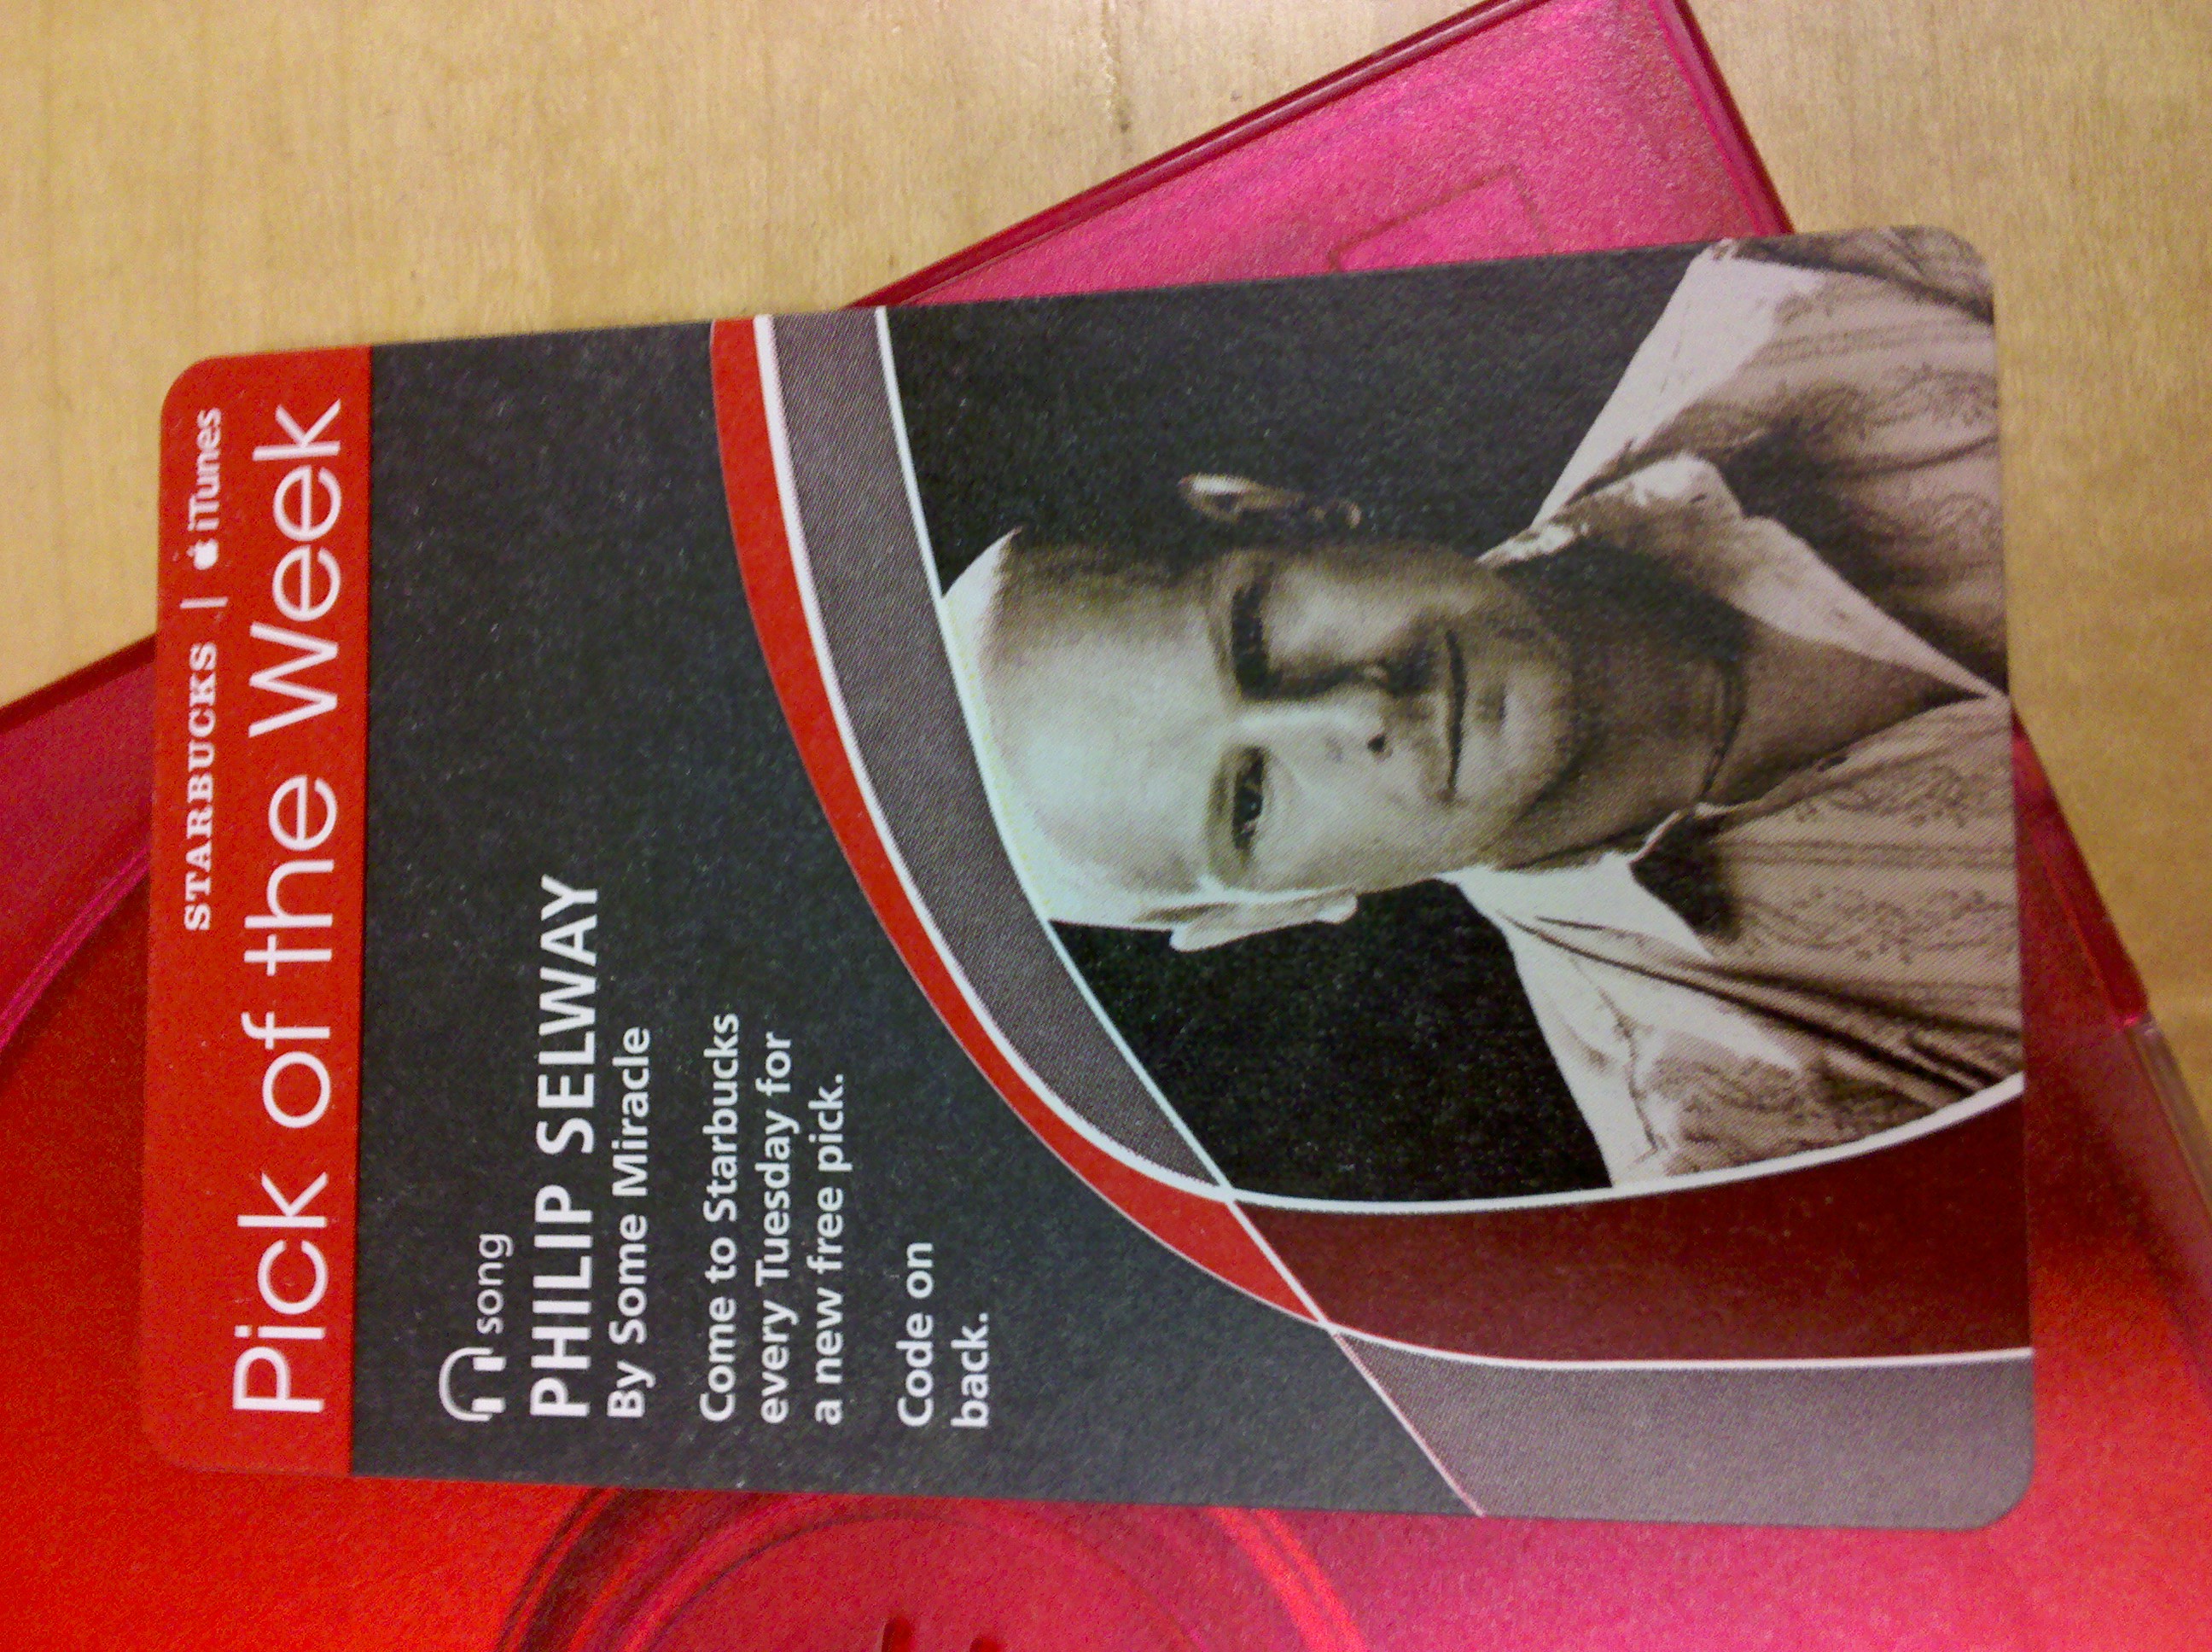 STARBUCKS | iTunes
Pick of the Week
song
PHILIP SELWAY
By Some Miracle
Come to Starbucks
every Tuesday for
a new free pick.
Code on
back.